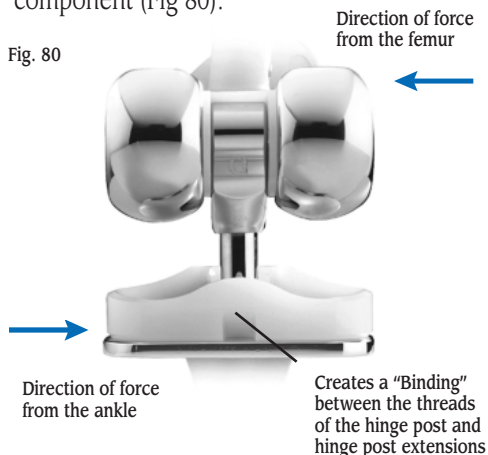 component (Fig 80).
Direction of force
from the femur
Fig. 80
Direction of force
from the ankle
Creates a “Binding”
between the threads
of the hinge post and
hinge post extensions